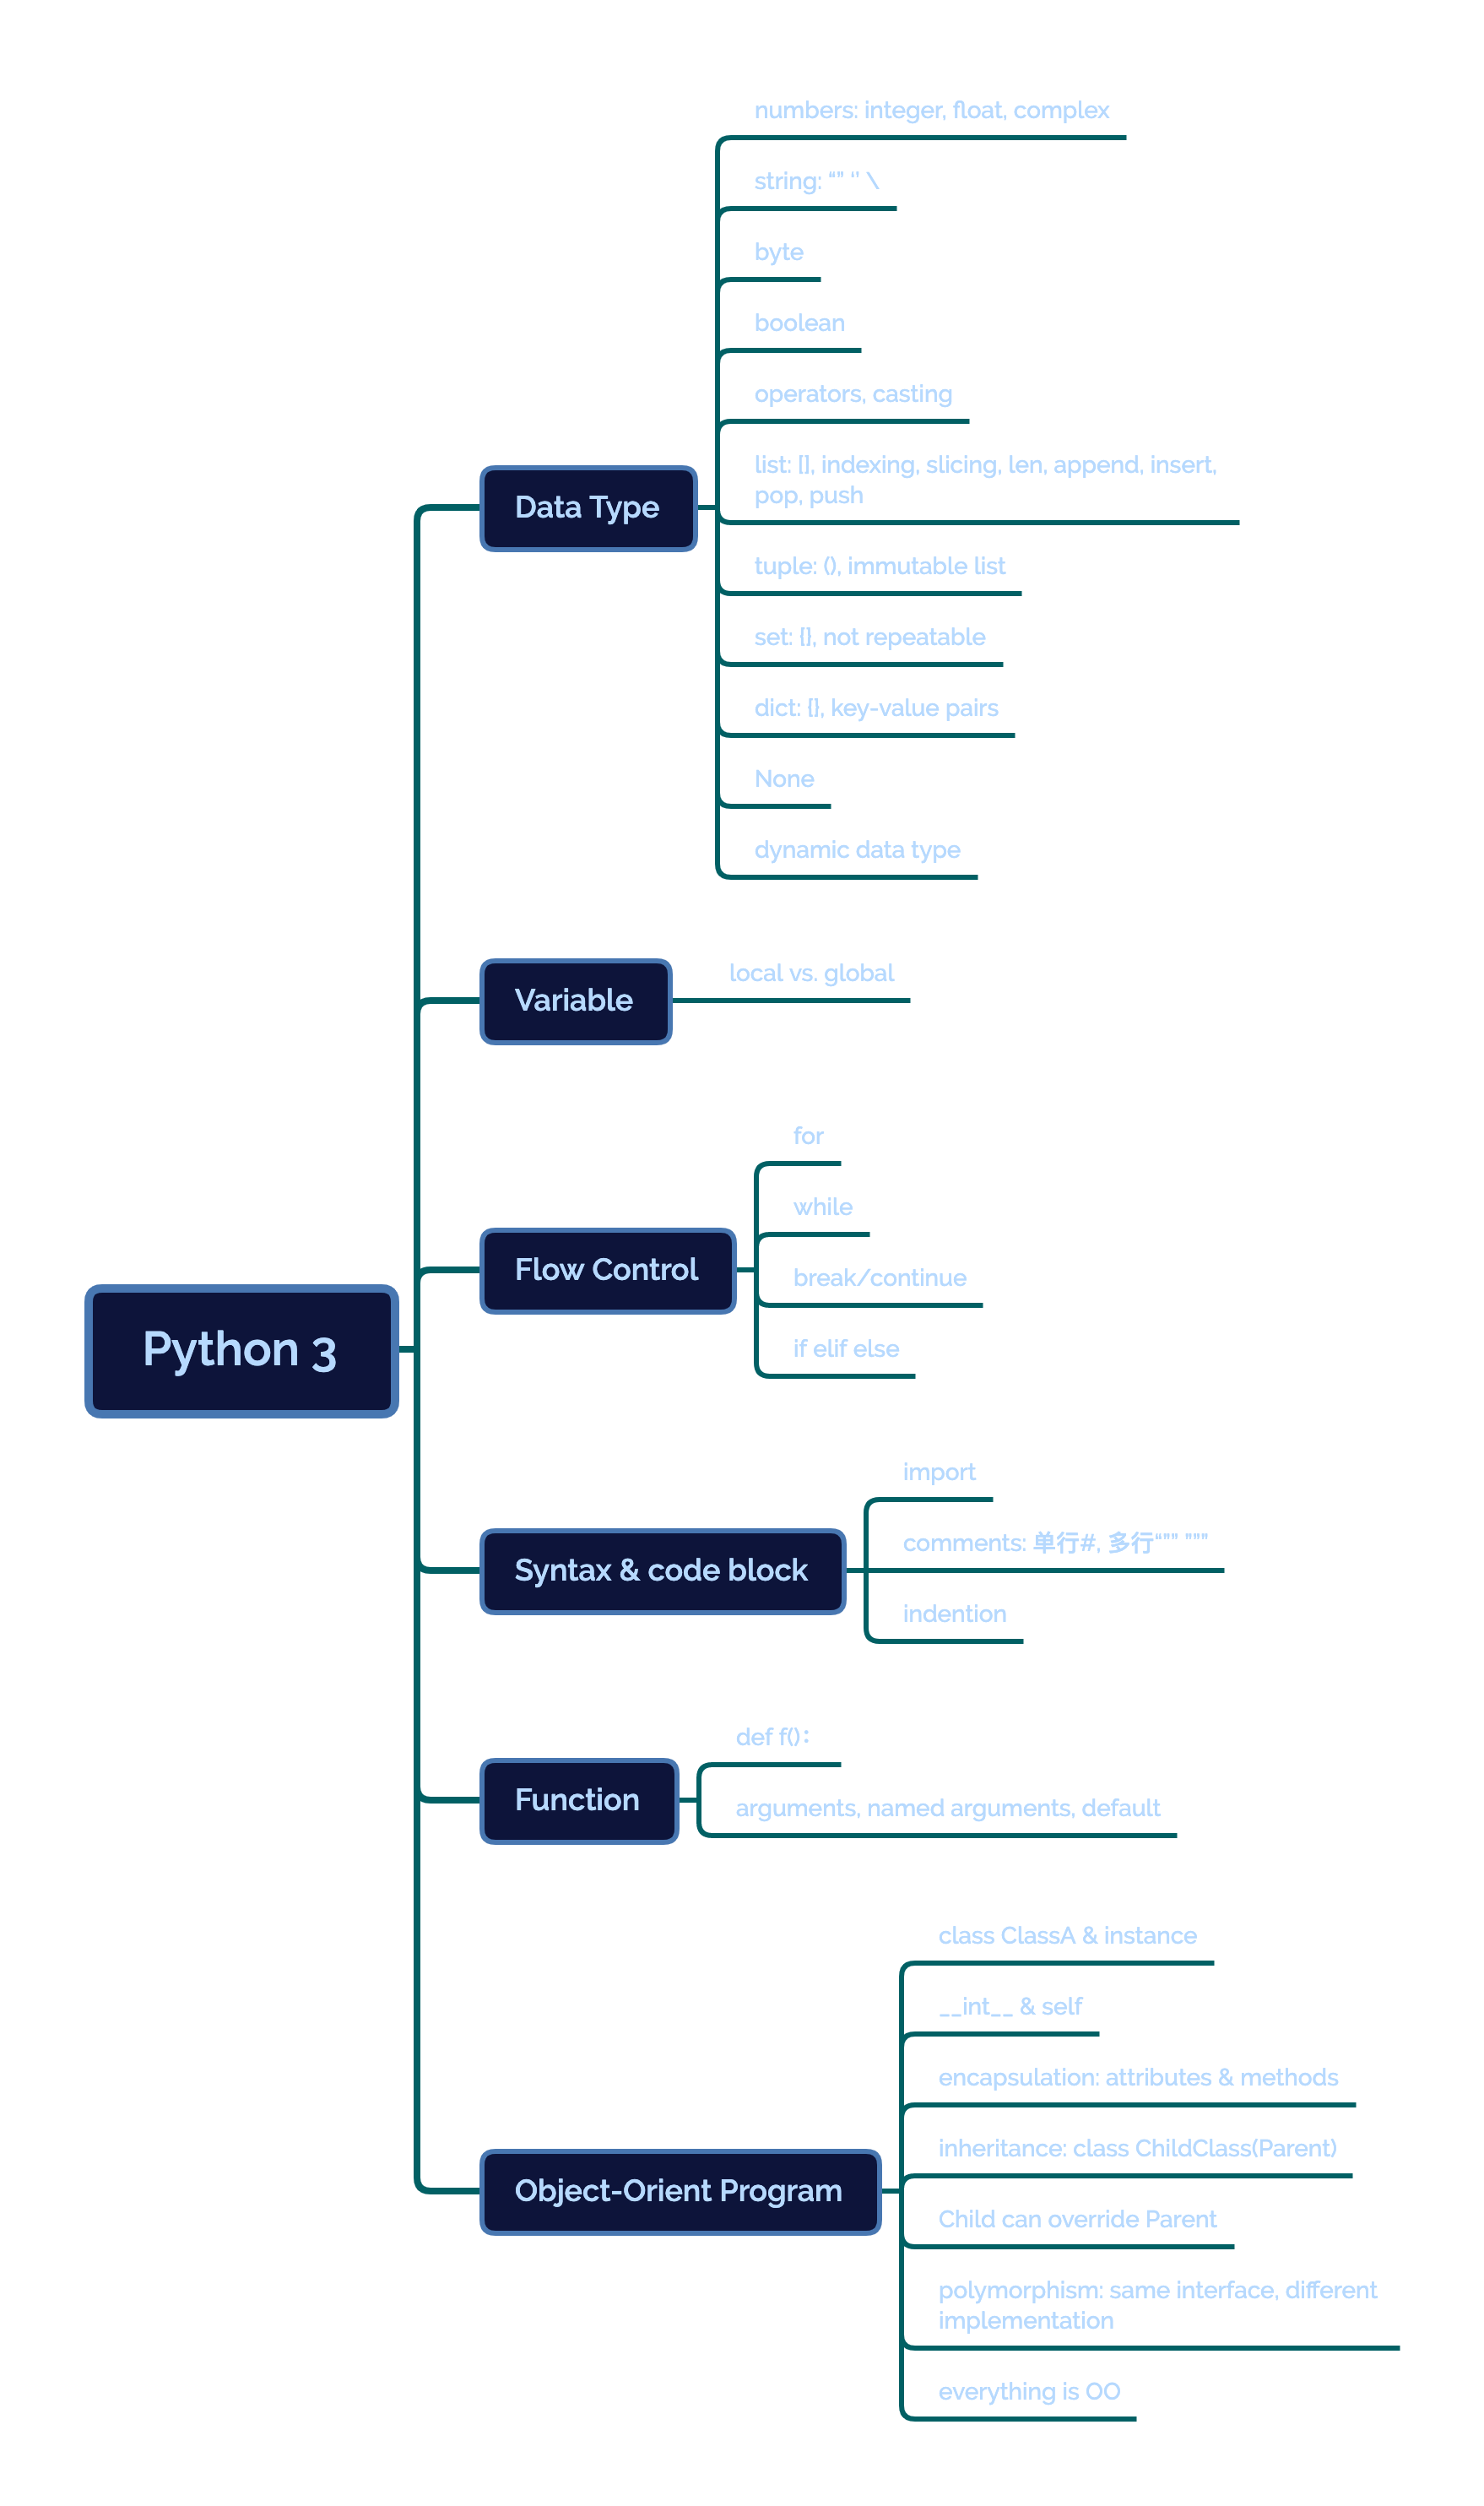 Python 3
Data Type
numbers: integer, float, complex
string: “” ‘’ \
byte
boolean
operators, casting
list: [], indexing, slicing, len, append, insert,
pop, push
tuple: (), immutable list
set: {}, not repeatable
dict: {}, key-value pairs
None
dynamic data type
Variable
local vs. global
Flow Control
for
while
break/continue
if elif else
Syntax & code block
import
comments: 单行#, 多行“”” ”””
indention
Function
def f()：
arguments, named arguments, default
Object-Orient Program
class ClassA & instance
__int__ & self
encapsulation: attributes & methods
inheritance: class ChildClass(Parent)
Child can override Parent
polymorphism: same interface, different
implementation
everything is OO